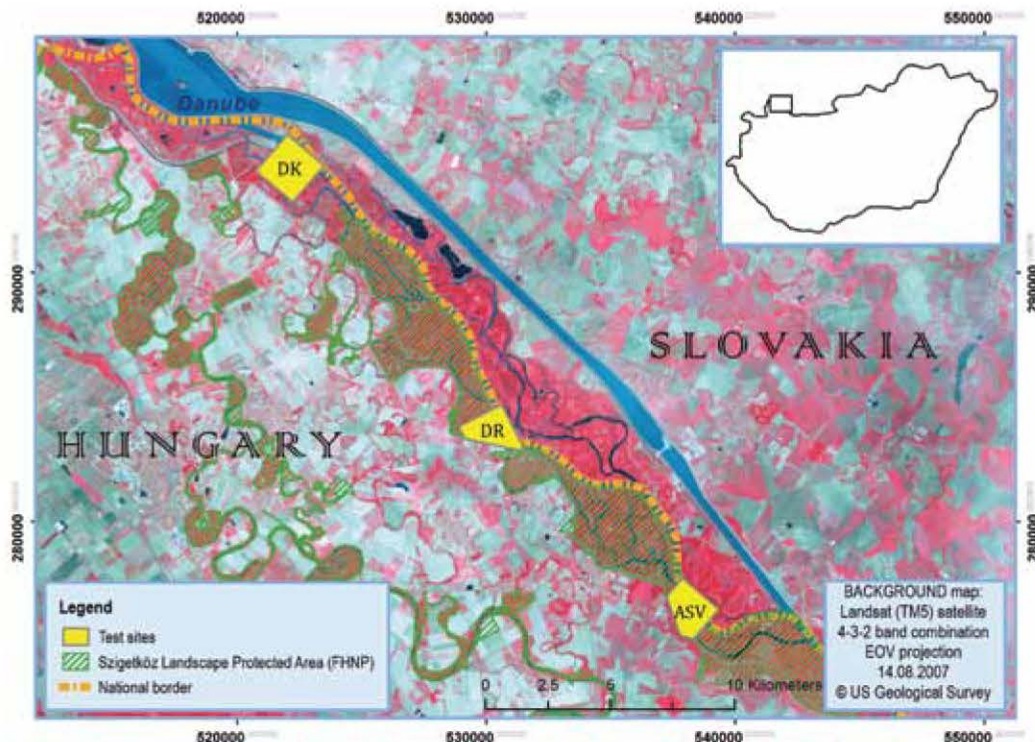 520000
530000
540000
550000
Danube
DK
290000
290000
SLOVAKIA
HUNGARY
DR
280000
280000
ASV
Legend
Test sites
Szigetköz Landscape Protected Area (FHNP)
National border
0 2.5 5 10 Kilometers
BACKGROUND map:
Landsat (TM5) satellite
4-3-2 band combination
EOV projection
14.08.2007
© US Geological Survey
520000
530000
540000
550000